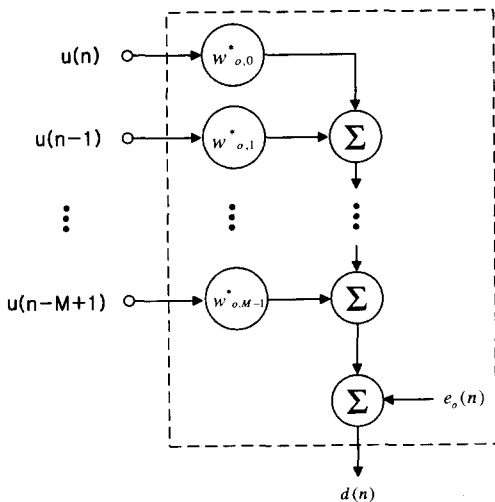 u(n)
w*o,0
u(n-1)
w*o,1
Σ
u(n-M+1)
w*o,M-1
Σ
Σ
eo(n)
d(n)